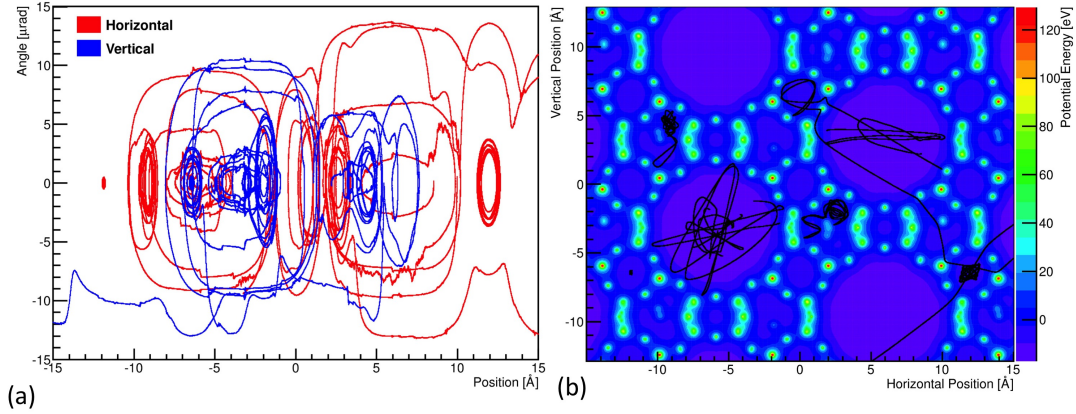 Angle [μrad]
15
10
5
0
-5
-10
-15
Horizontal
Vertical
-15 -10 -5 0 5 10 15
Position [Å]
(a)
Vertical Position [Å]
10
5
0
-5
-10
-10 -5 0 5 10 15
Horizontal Position [Å]
(b)
120
100
80
60
40
20
0
Potential Energy [eV]